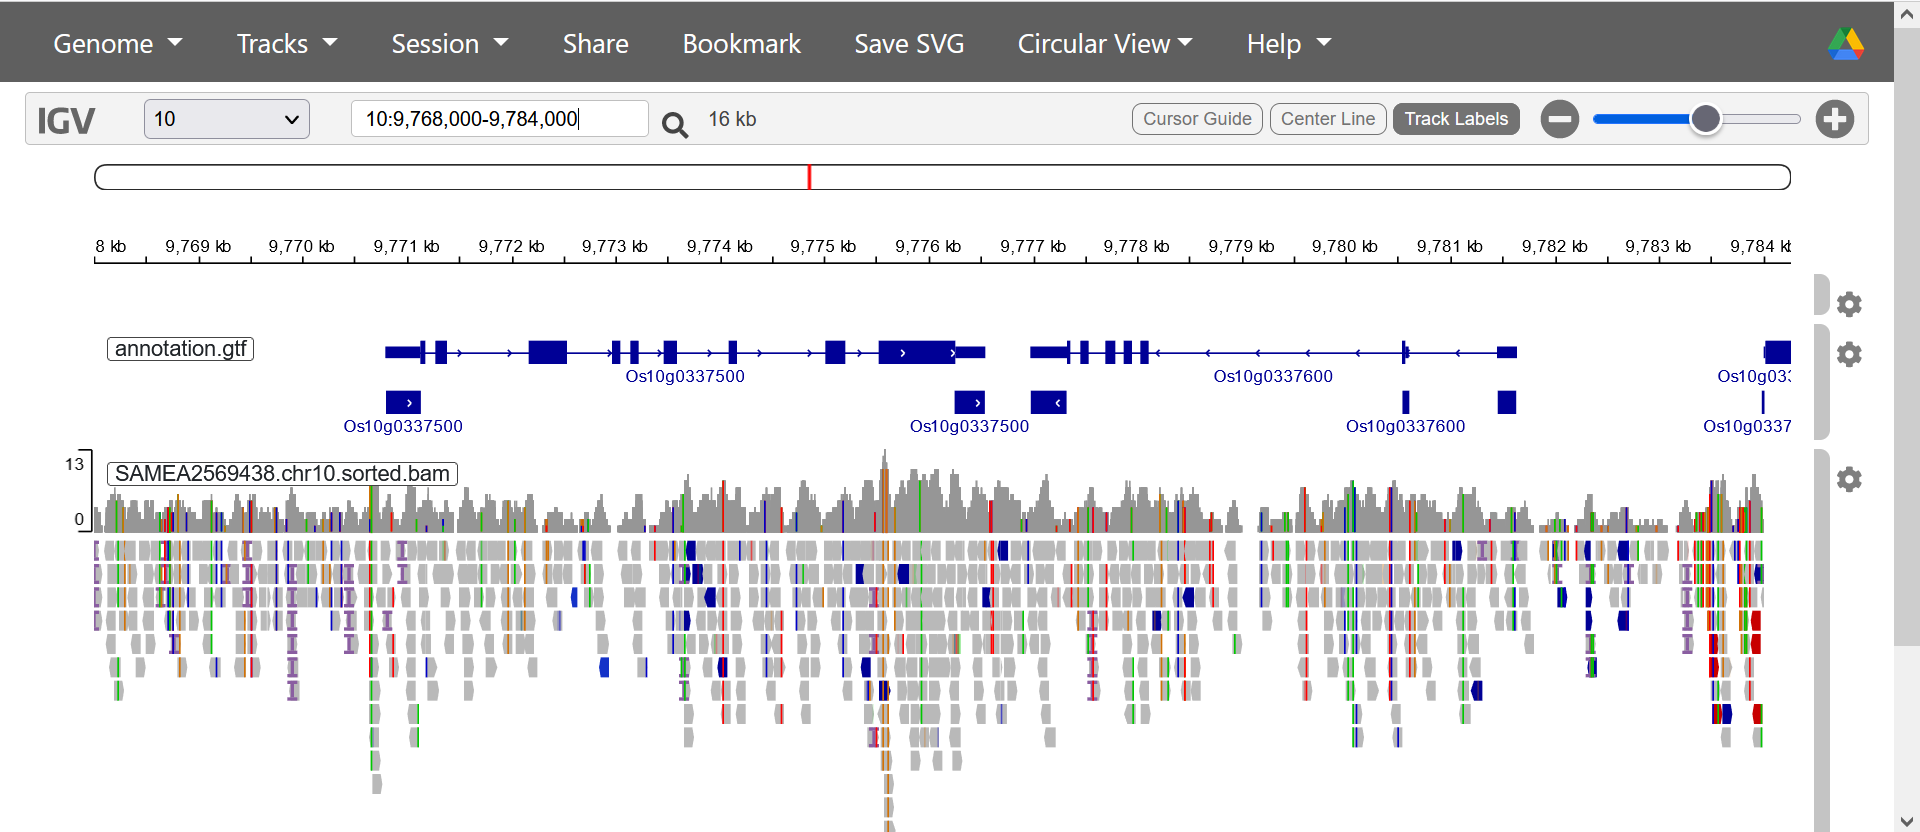 Genome Tracks Session Share Bookmark Save SVG Circular View Help
IGV 10 10:9,768,000-9,784,000 16 kb Cursor Guide Center Line Track Labels
8 kb 9,769 kb 9,770 kb 9,771 kb 9,772 kb 9,773 kb 9,774 kb 9,775 kb 9,776 kb 9,777 kb 9,778 kb 9,779 kb 9,780 kb 9,781 kb 9,782 kb 9,783 kb 9,784 k
annotation.gtf
Os10g0337500 Os10g0337600 Os10g033
Os10g0337500 Os10g0337500 Os10g0337600 Os10g0337
13
SAMEA2569438.chr10.sorted.bam
0